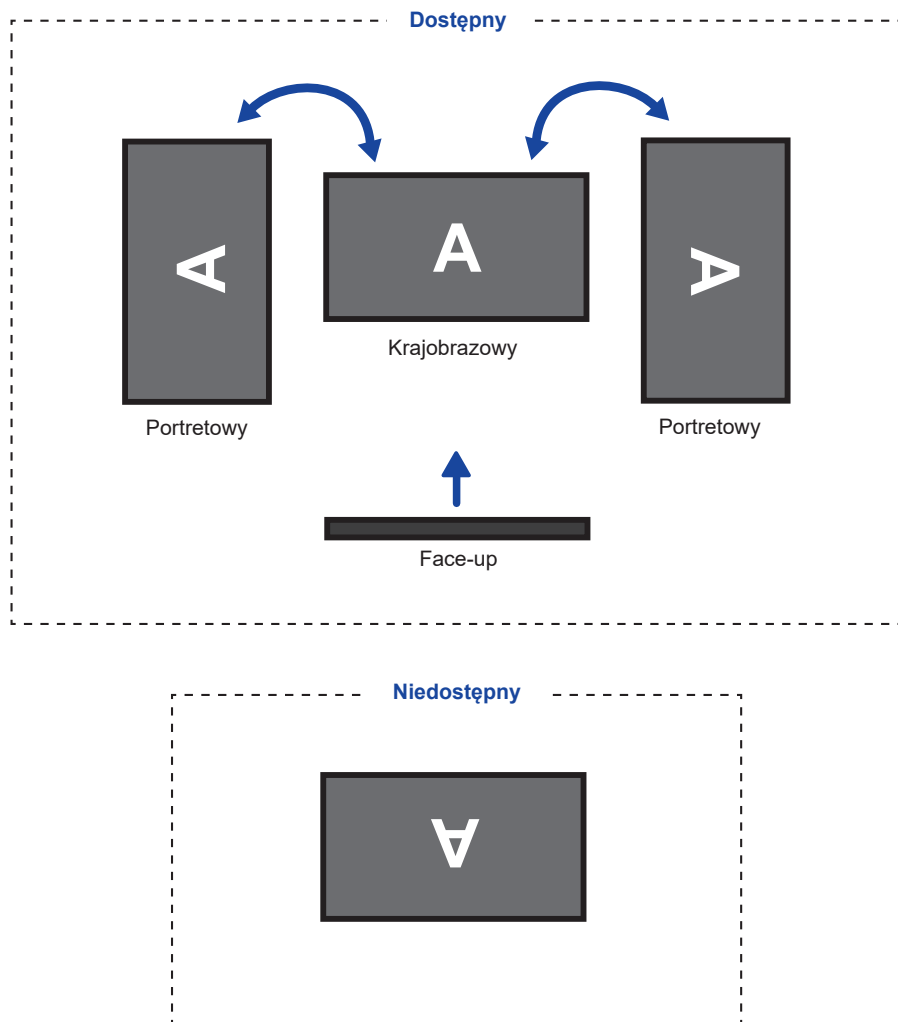 Dostępny
A
A
A
Krajobrazowy
Portretowy
Portretowy
Face-up
Niedostępny
A